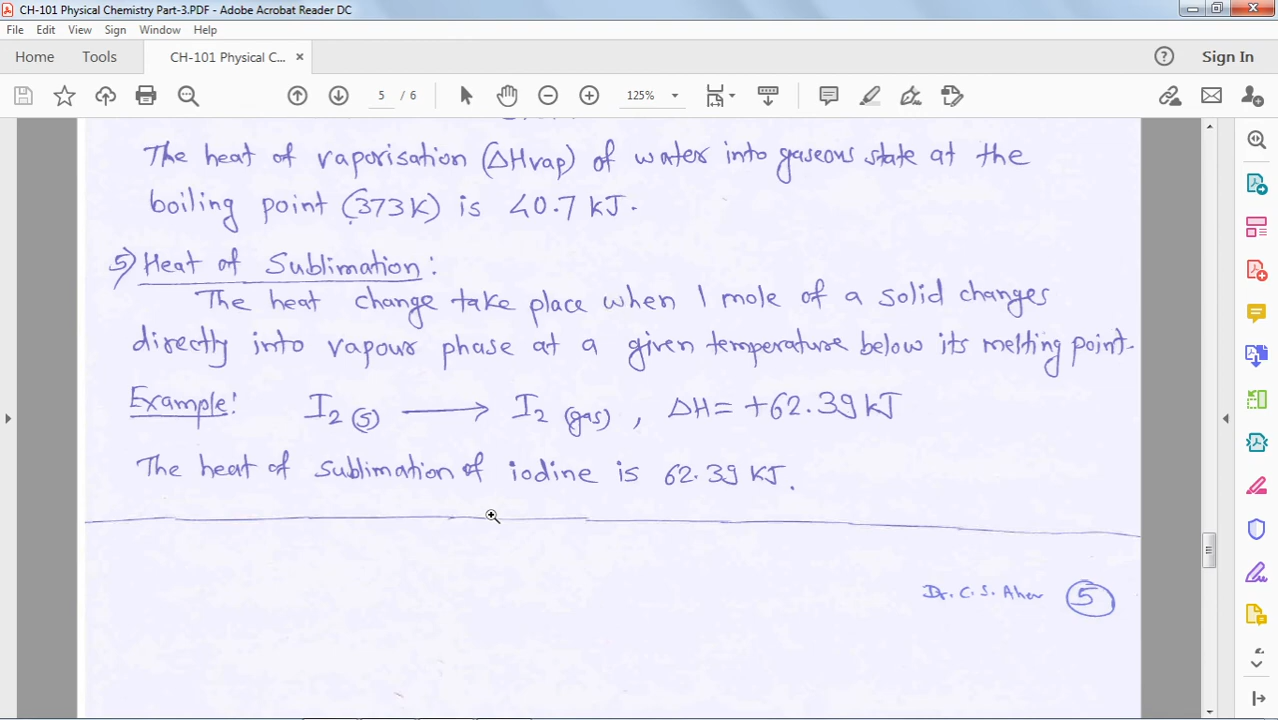 CH-101 Physical Chemistry Part-3.PDF - Adobe Acrobat Reader DC
File Edit View Sign Window Help
Home Tools CH-101 Physical C... × Sign In
5 / 6 125%
The heat of vaporisation (ΔHvap) of water into gaseous state at the
boiling point (373K) is 40.7 KJ.
5) Heat of Sublimation:
The heat change take place when 1 mole of a solid changes
directly into vapour phase at a given temperature below its melting point.
Example: I2 (s) ⟶ I2 (gas), ΔH = +62.39 KJ
The heat of sublimation of iodine is 62.39 KJ.
Dr. C. S. Aher 5